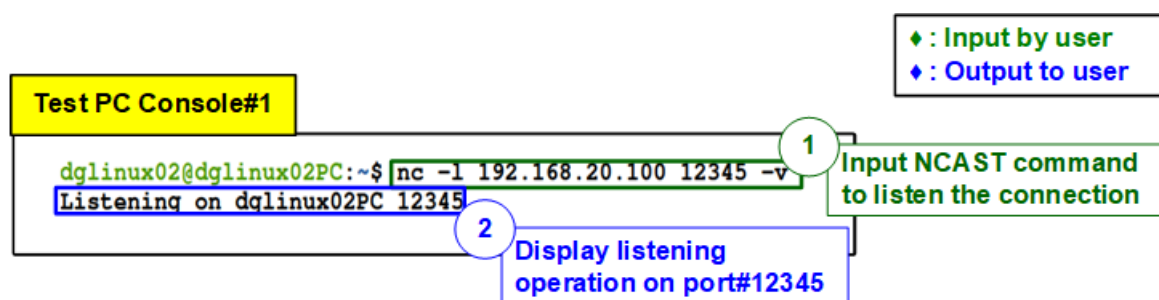 ♦ : Input by user
♦ : Output to user
Test PC Console#1
dglinux02@dglinux02PC:~$ nc -l 192.168.20.100 12345 -v
1
Input NCAST command
to listen the connection
Listening on dglinux02PC 12345
2
Display listening
operation on port#12345